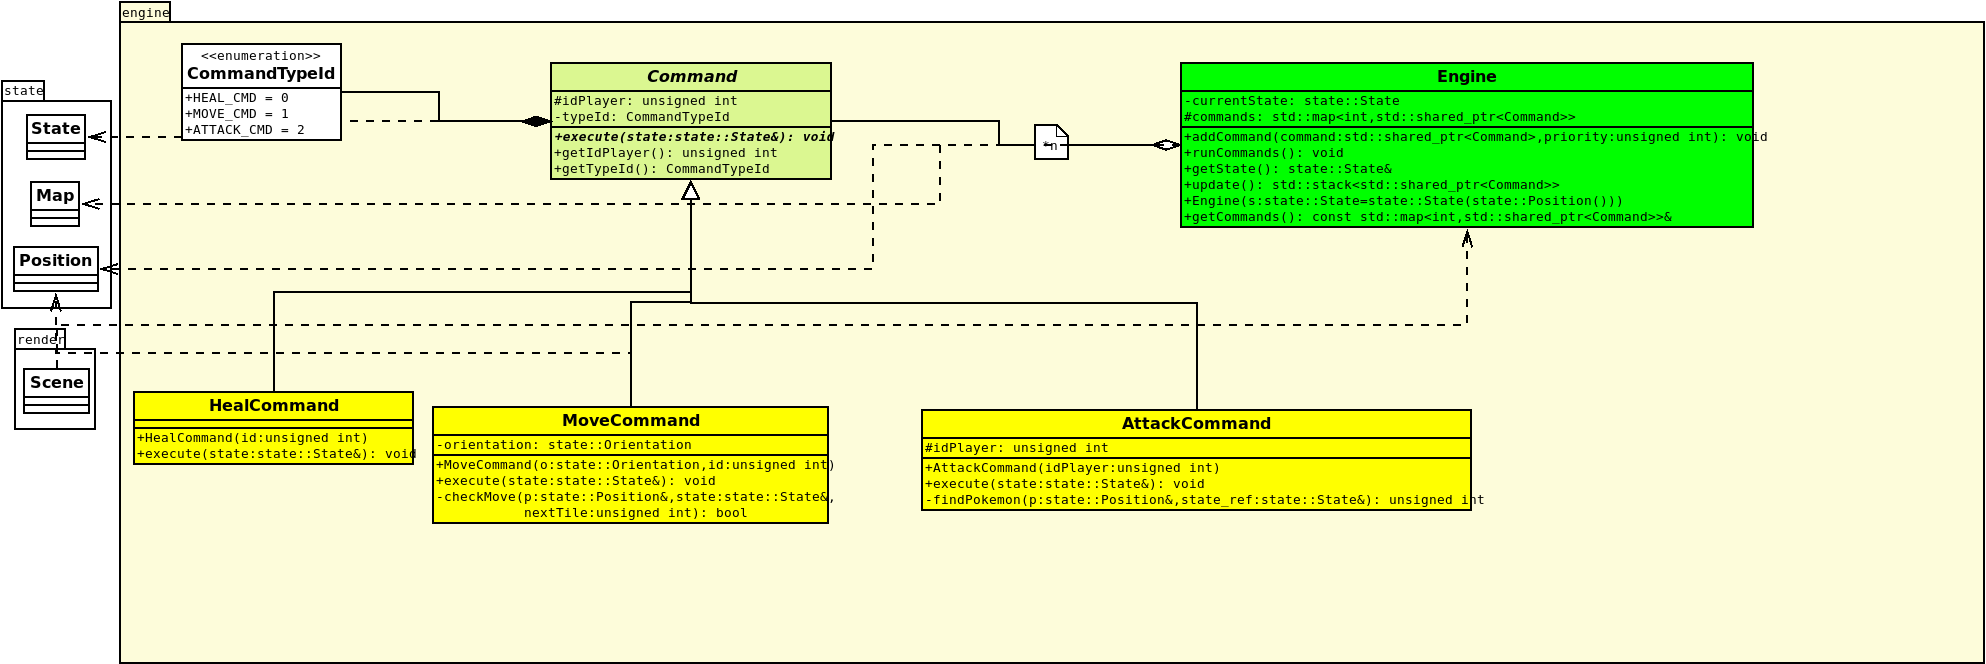 engine
<<enumeration>>
CommandTypeId
+HEAL_CMD = 0
+MOVE_CMD = 1
+ATTACK_CMD = 2
Command
#idPlayer: unsigned int
-typeId: CommandTypeId
+execute(state:state::State&): void
+getIdPlayer(): unsigned int
+getTypeId(): CommandTypeId
*n
Engine
-currentState: state::State
#commands: std::map<int,std::shared_ptr<Command>>
+addCommand(command:std::shared_ptr<Command>,priority:unsigned int): void
+runCommands(): void
+getState(): state::State&
+update(): std::stack<std::shared_ptr<Command>>
+Engine(s:state::State=state::State(state::Position()))
+getCommands(): const std::map<int,std::shared_ptr<Command>>&
state
State
Map
Position
render
Scene
HealCommand
+HealCommand(id:unsigned int)
+execute(state:state::State&): void
MoveCommand
-orientation: state::Orientation
+MoveCommand(o:state::Orientation,id:unsigned int)
+execute(state:state::State&): void
-checkMove(p:state::Position&,state:state::State&,
nextTile:unsigned int): bool
AttackCommand
#idPlayer: unsigned int
+AttackCommand(idPlayer:unsigned int)
+execute(state:state::State&): void
-findPokemon(p:state::Position&,state_ref:state::State&): unsigned int